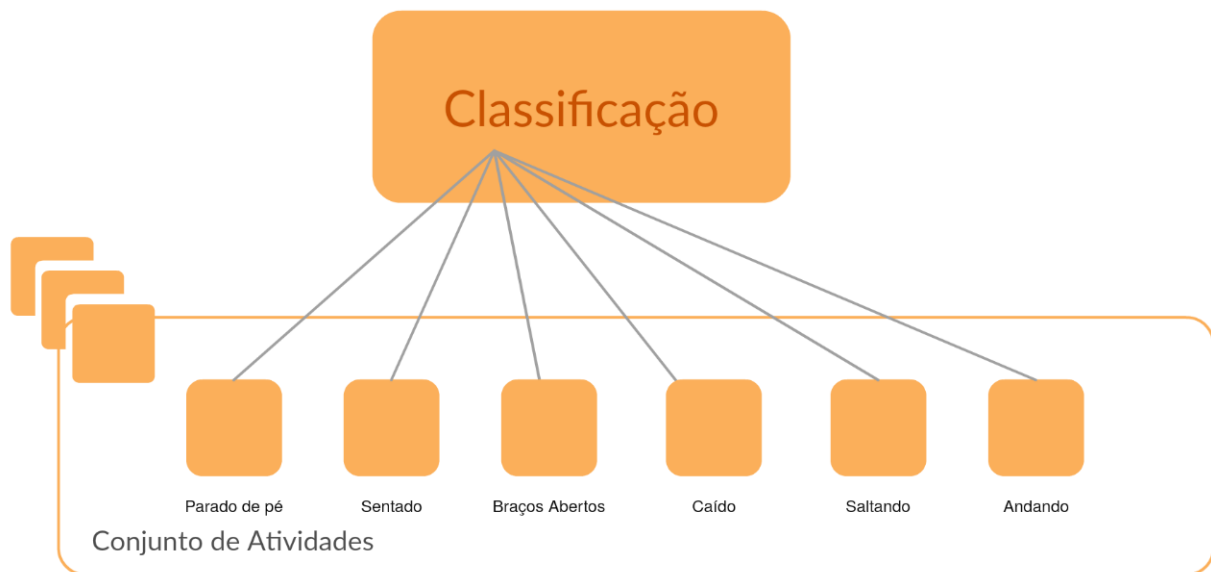 Classificação
Parado de pé
Sentado
Braços Abertos
Caído
Saltando
Andando
Conjunto de Atividades